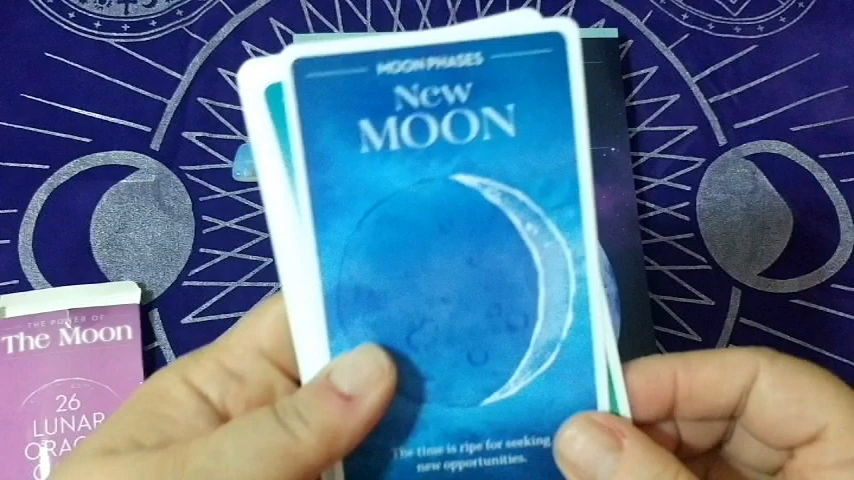 MOON PHASES
New
MOON
The time is ripe for seeking
new opportunities.
THE POWER OF
The Moon
26
LUNAR